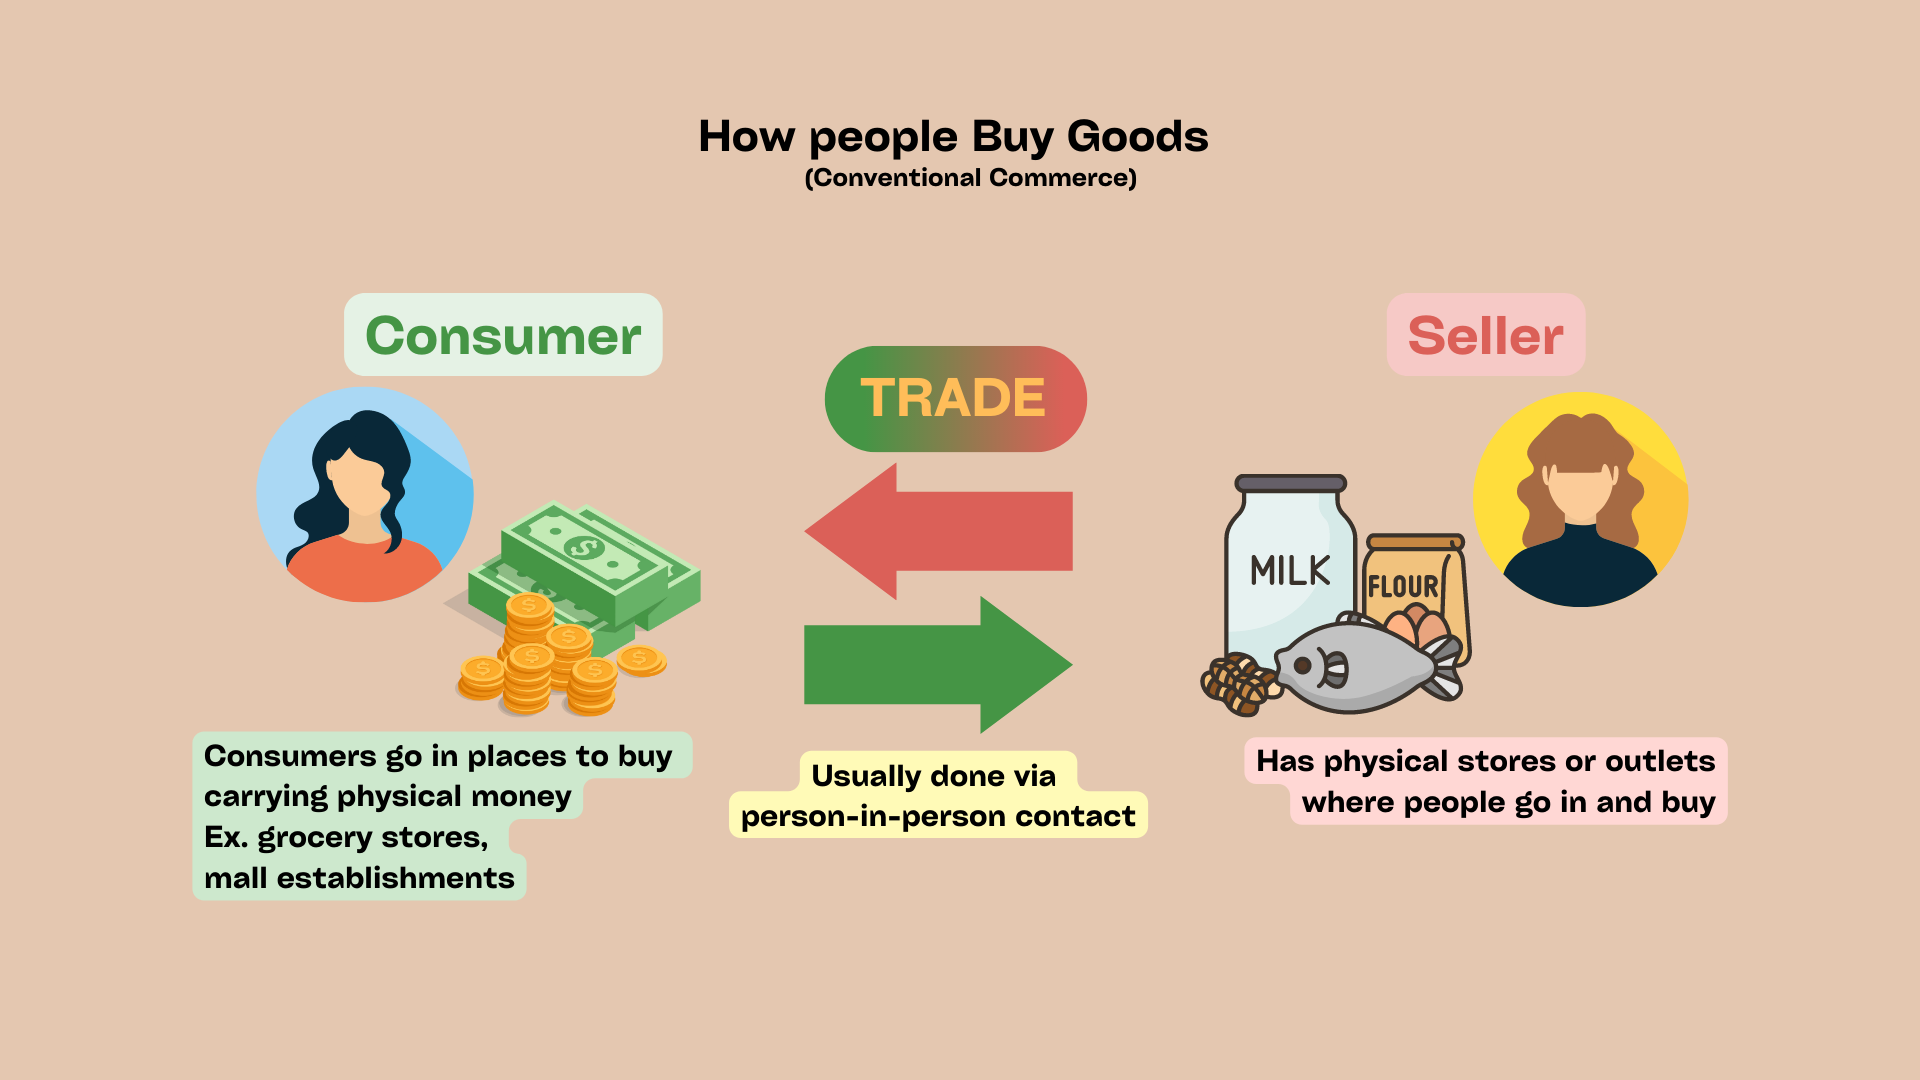 How people Buy Goods
(Conventional Commerce)
Consumer
Seller
TRADE
MILK
FLOUR
Consumers go in places to buy
carrying physical money
Ex. grocery stores,
mall establishments
Usually done via
person-in-person contact
Has physical stores or outlets
where people go in and buy